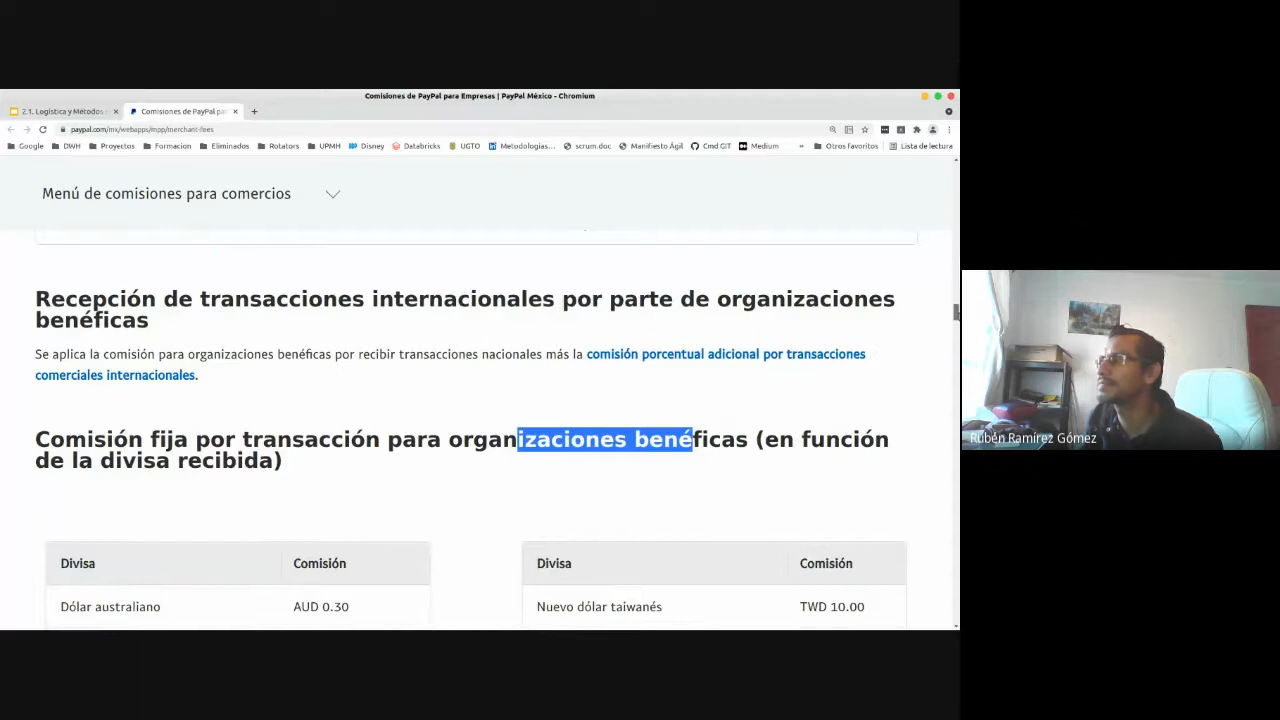 Comisiones de PayPal para Empresas | PayPal México - Chromium
2.1. Logística y Métodos
Comisiones de PayPal pa
paypal.com/mx/webapps/mpp/merchant-fees
Google DWH Proyectos Formacion Eliminados Rotators UPMH Disney Databricks UGTO Metodologias... scrum.doc Manifiesto Ágil Cmd GIT Medium » Otros favoritos Lista de lectura
Menú de comisiones para comercios
Recepción de transacciones internacionales por parte de organizaciones
benéficas
Se aplica la comisión para organizaciones benéficas por recibir transacciones nacionales más la comisión porcentual adicional por transacciones
comerciales internacionales.
Comisión fija por transacción para organizaciones benéficas (en función
de la divisa recibida)
Divisa Comisión Divisa Comisión
Dólar australiano AUD 0.30 Nuevo dólar taiwanés TWD 10.00
Rubén Ramírez Gómez